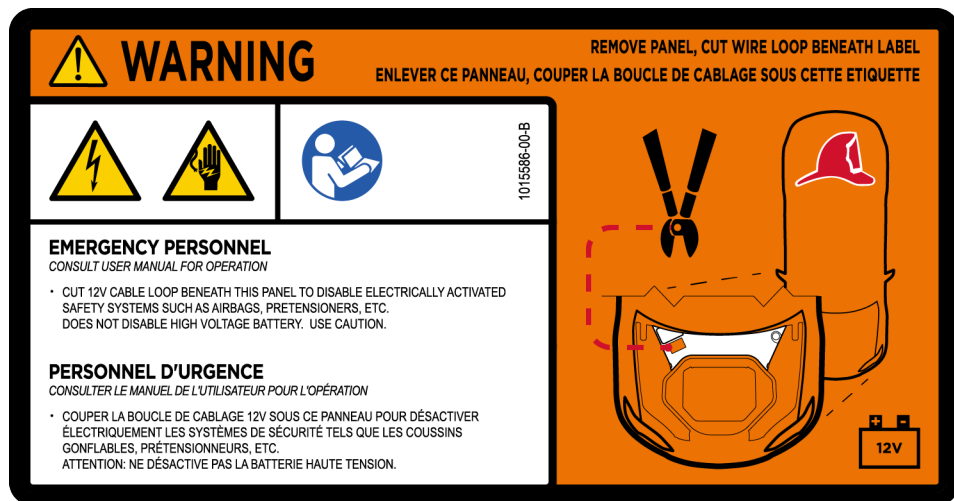 WARNING
REMOVE PANEL, CUT WIRE LOOP BENEATH LABEL
ENLEVER CE PANNEAU, COUPER LA BOUCLE DE CABLAGE SOUS CETTE ETIQUETTE
1015586-00-B
EMERGENCY PERSONNEL
CONSULT USER MANUAL FOR OPERATION
· CUT 12V CABLE LOOP BENEATH THIS PANEL TO DISABLE ELECTRICALLY ACTIVATED
SAFETY SYSTEMS SUCH AS AIRBAGS, PRETENSIONERS, ETC.
DOES NOT DISABLE HIGH VOLTAGE BATTERY. USE CAUTION.
PERSONNEL D'URGENCE
CONSULTER LE MANUEL DE L'UTILISATEUR POUR L'OPÉRATION
· COUPER LA BOUCLE DE CABLAGE 12V SOUS CE PANNEAU POUR DÉSACTIVER
ÉLECTRIQUEMENT LES SYSTÈMES DE SÉCURITÉ TELS QUE LES COUSSINS
GONFLABLES, PRÉTENSIONNEURS, ETC.
ATTENTION: NE DÉSACTIVE PAS LA BATTERIE HAUTE TENSION.
+ -
12V